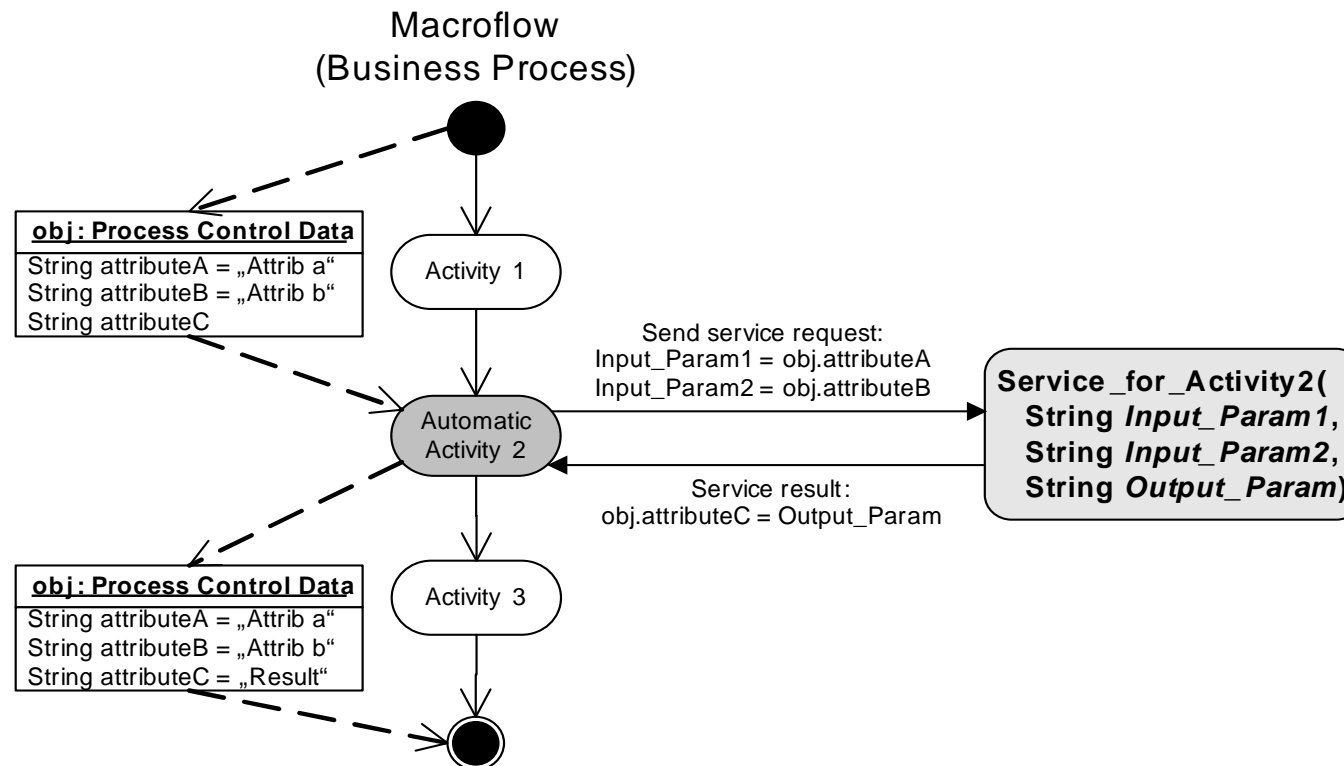 Macroflow
(Business Process)
obj: Process Control Data
String attributeA = „Attrib a“
String attributeB = „Attrib b“
String attributeC
Activity 1
Send service request:
Input_Param1 = obj.attributeA
Input_Param2 = obj.attributeB
Service_for_Activity2(
String Input_Param1,
String Input_Param2,
String Output_Param)
Automatic
Activity 2
Service result:
obj.attributeC = Output_Param
obj: Process Control Data
String attributeA = „Attrib a“
String attributeB = „Attrib b“
String attributeC = „Result“
Activity 3